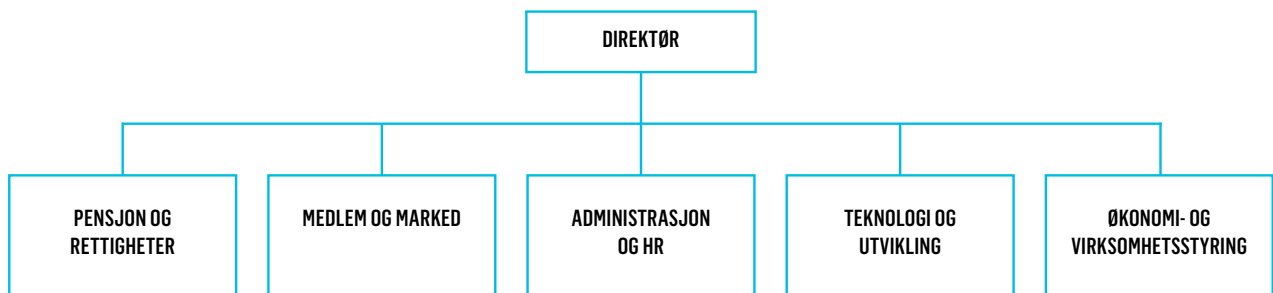 DIREKTØR
PENSJON OG
RETTIGHETER
MEDLEM OG MARKED
ADMINISTRASJON
OG HR
TEKNOLOGI OG
UTVIKLING
ØKONOMI- OG
VIRKSOMHETSSTYRING